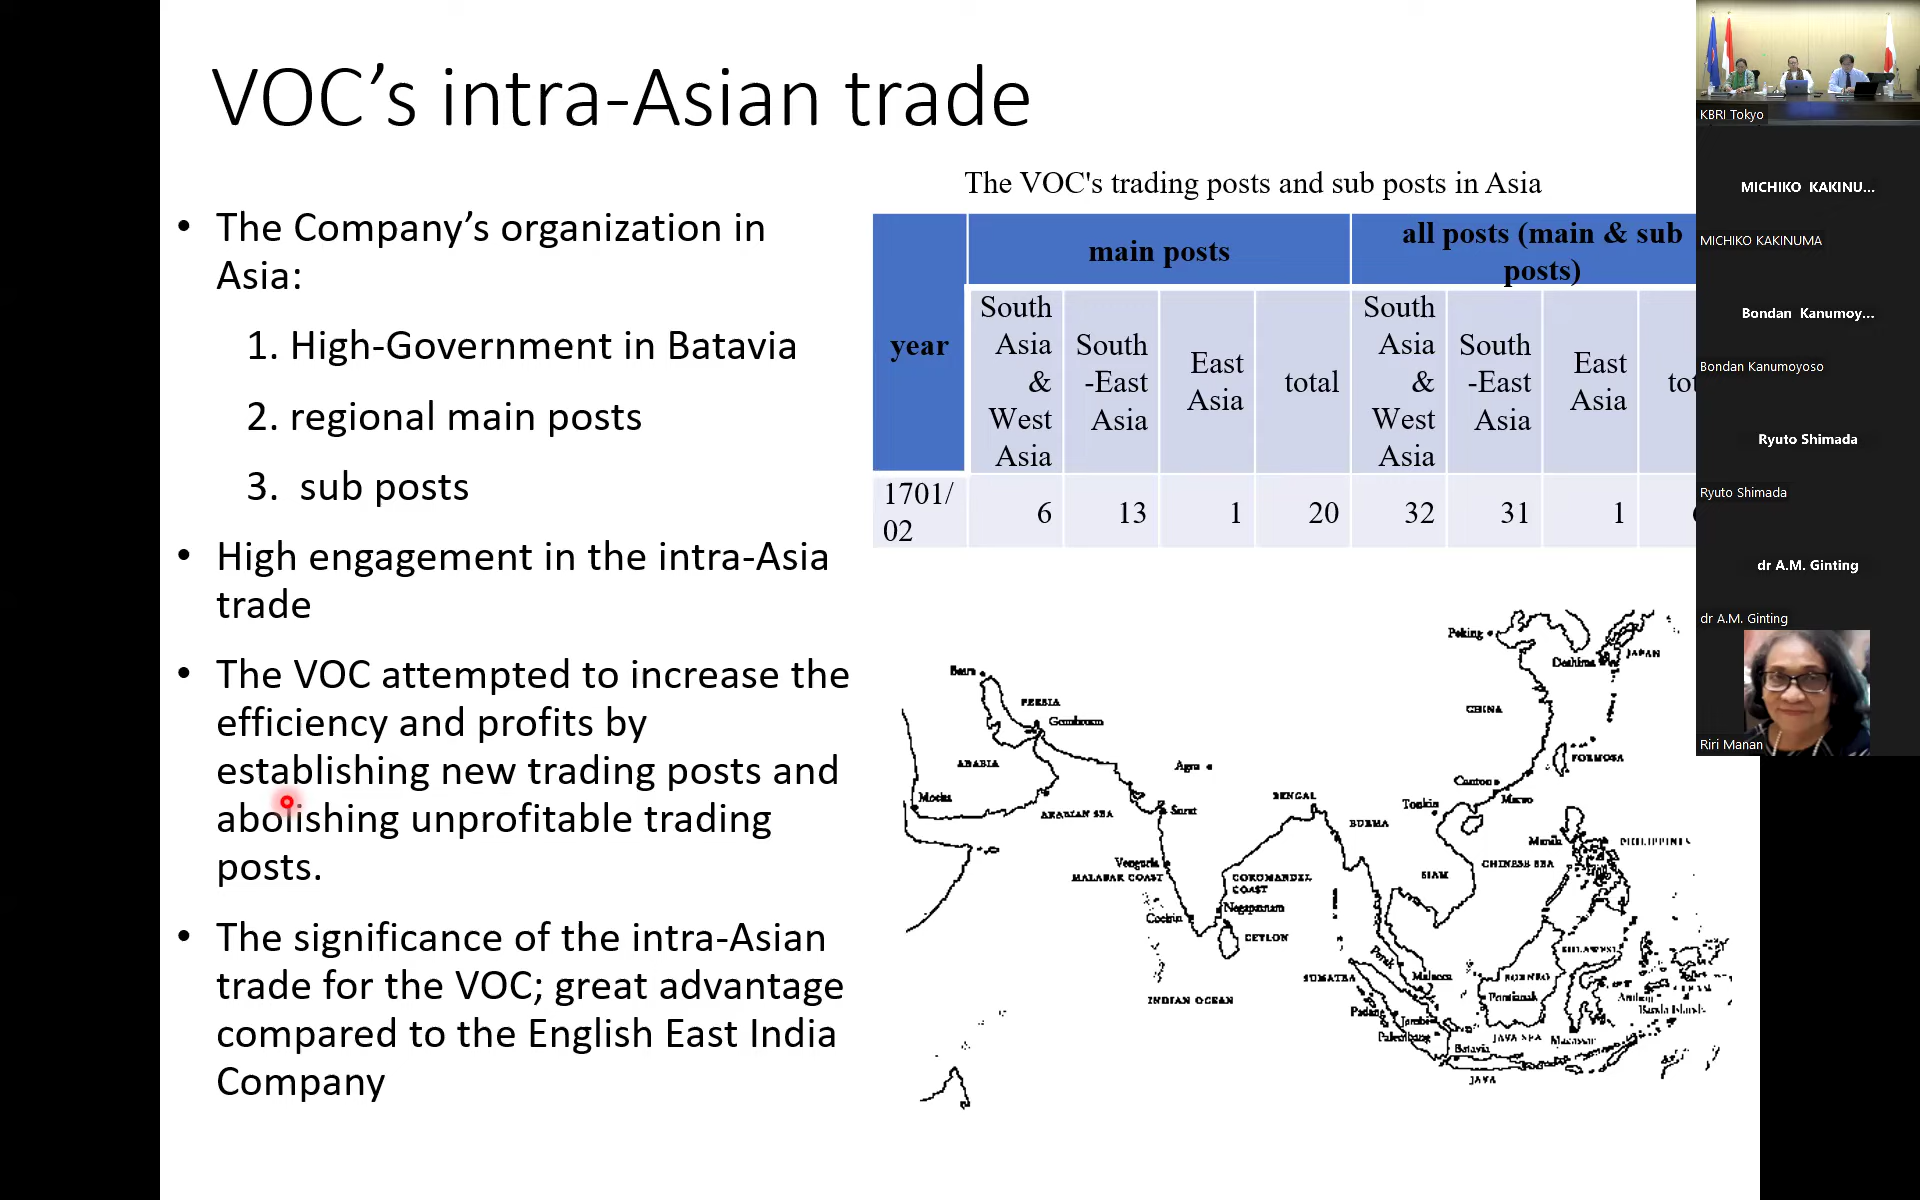 VOC’s intra-Asian trade
• The Company’s organization in
Asia:
1. High-Government in Batavia
2. regional main posts
3. sub posts
• High engagement in the intra-Asia
trade
• The VOC attempted to increase the
efficiency and profits by
establishing new trading posts and
abolishing unprofitable trading
posts.
• The significance of the intra-Asian
trade for the VOC; great advantage
compared to the English East India
Company
The VOC's trading posts and sub posts in Asia
year
main posts
all posts (main & sub
posts)
South
Asia
&
West
Asia
South
-East
Asia
East
Asia
total
South
Asia
&
West
Asia
South
-East
Asia
East
Asia
1701/
02
6 13 1 20 32 31 1
Peking
Deshima
JAPAN
Basra
PERSIA
Gombroon
CHINA
ARABIA
Agra
FORMOSA
Canton
Macao
Mocha
ARABIAN SEA
Surat
BENGAL
Tonkin
BURMA
Manila
PHILIPPINES
Vengurla
MALABAR COAST
COROMANDEL
COAST
SIAM
CHINESE SEA
Cochin
Negapatnam
CEYLON
SUMATRA
Perak
Malacca
BORNEO
INDIAN OCEAN
Pontianak
Banda Islands
Padang
Jambi
Palembang
Batavia
JAVA SEA
Macassar
JAVA
KBRI Tokyo
MICHIKO KAKINU...
MICHIKO KAKINUMA
Bondan Kanumoy...
Bondan Kanumoyoso
Ryuto Shimada
Ryuto Shimada
dr A.M. Ginting
dr A.M. Ginting
Riri Manan